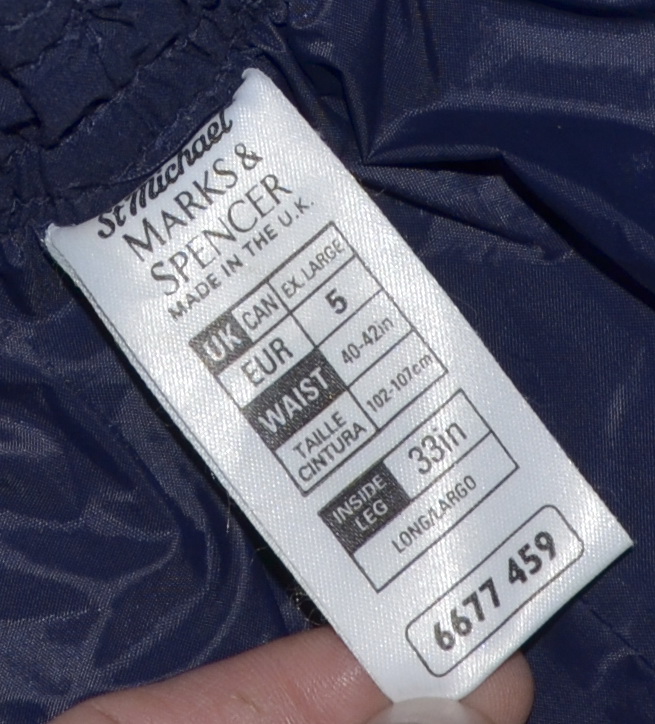 St Michael
MARKS &
SPENCER
MADE IN THE U.K.
UK CAN EX. LARGE
EUR 5
WAIST 40-42in
TAILLE
CINTURA 102-107cm
INSIDE
LEG 33in
LONG/LARGO
6677 459